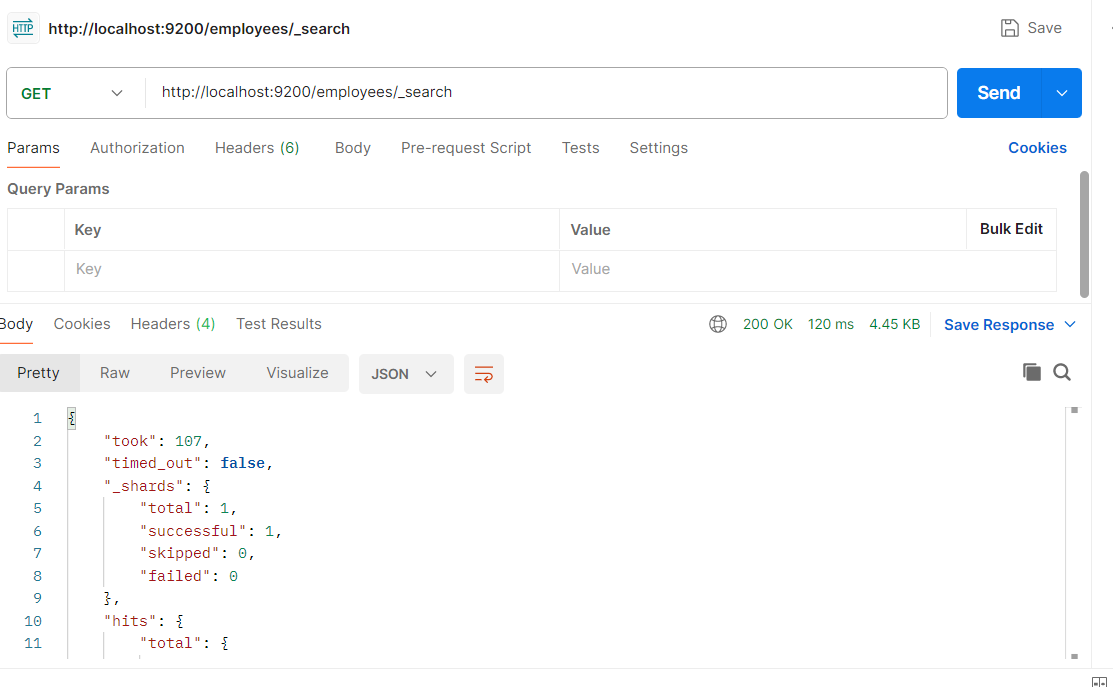 HTTP http://localhost:9200/employees/_search Save
GET http://localhost:9200/employees/_search Send
Params Authorization Headers (6) Body Pre-request Script Tests Settings Cookies
Query Params
Key Value Bulk Edit
Key Value
Body Cookies Headers (4) Test Results 200 OK 120 ms 4.45 KB Save Response
Pretty Raw Preview Visualize JSON
1 {
2 "took": 107,
3 "timed_out": false,
4 "_shards": {
5 "total": 1,
6 "successful": 1,
7 "skipped": 0,
8 "failed": 0
9 },
10 "hits": {
11 "total": {